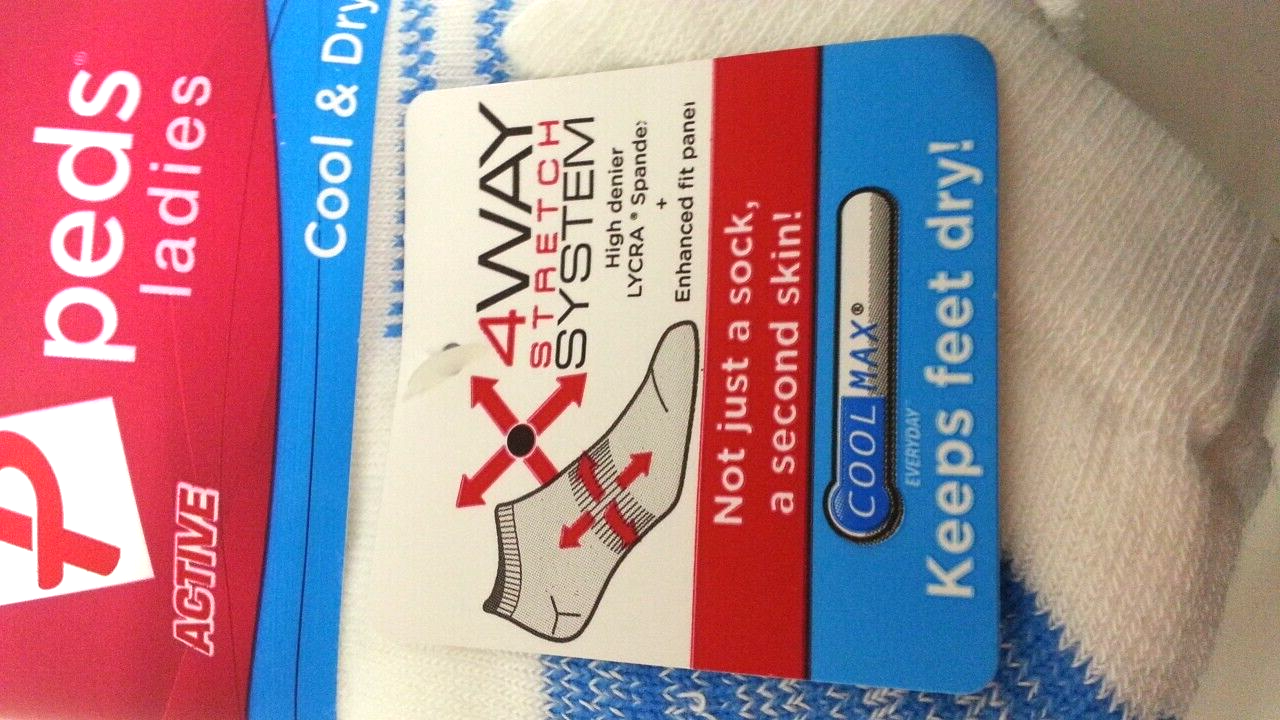 peds®
ladies
ACTIVE
Cool & Dry
4WAY
STRETCH
SYSTEM
High denier
LYCRA® Spandex
+
Enhanced fit panel
Not just a sock,
a second skin!
COOLMAX®
EVERYDAY
Keeps feet dry!